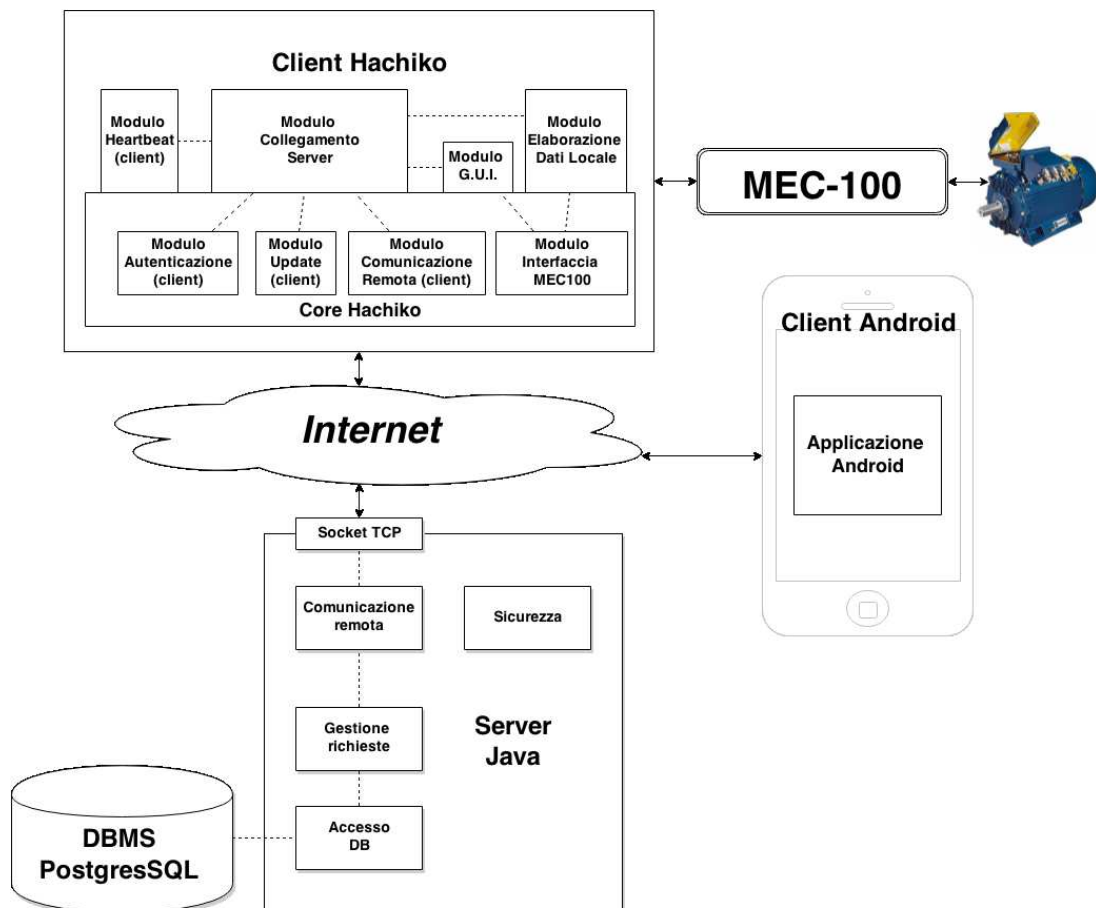 Client Hachiko
Modulo
Heartbeat
(client)
Modulo
Collegamento
Server
Modulo
G.U.I.
Modulo
Elaborazione
Dati Locale
MEC-100
Modulo
Autenticazione
(client)
Modulo
Update
(client)
Modulo
Comunicazione
Remota (client)
Modulo
Interfaccia
MEC100
Core Hachiko
Client Android
Applicazione
Android
Internet
Socket TCP
Comunicazione
remota
Sicurezza
Gestione
richieste
Server
Java
Accesso
DB
DBMS
PostgresSQL